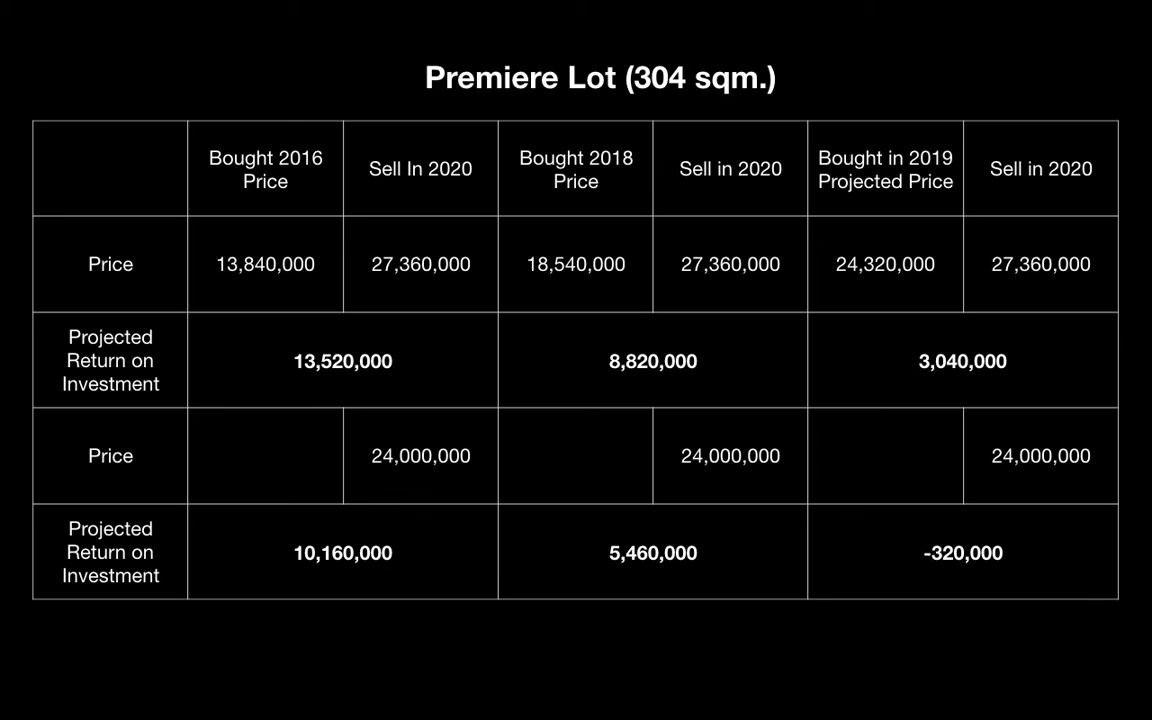 Premiere Lot (304 sqm.)
Bought 2016
Price
Sell In 2020
Bought 2018
Price
Sell in 2020
Bought in 2019
Projected Price
Sell in 2020
Price
13,840,000
27,360,000
18,540,000
27,360,000
24,320,000
27,360,000
Projected
Return on
Investment
13,520,000
8,820,000
3,040,000
Price
24,000,000
24,000,000
24,000,000
Projected
Return on
Investment
10,160,000
5,460,000
-320,000